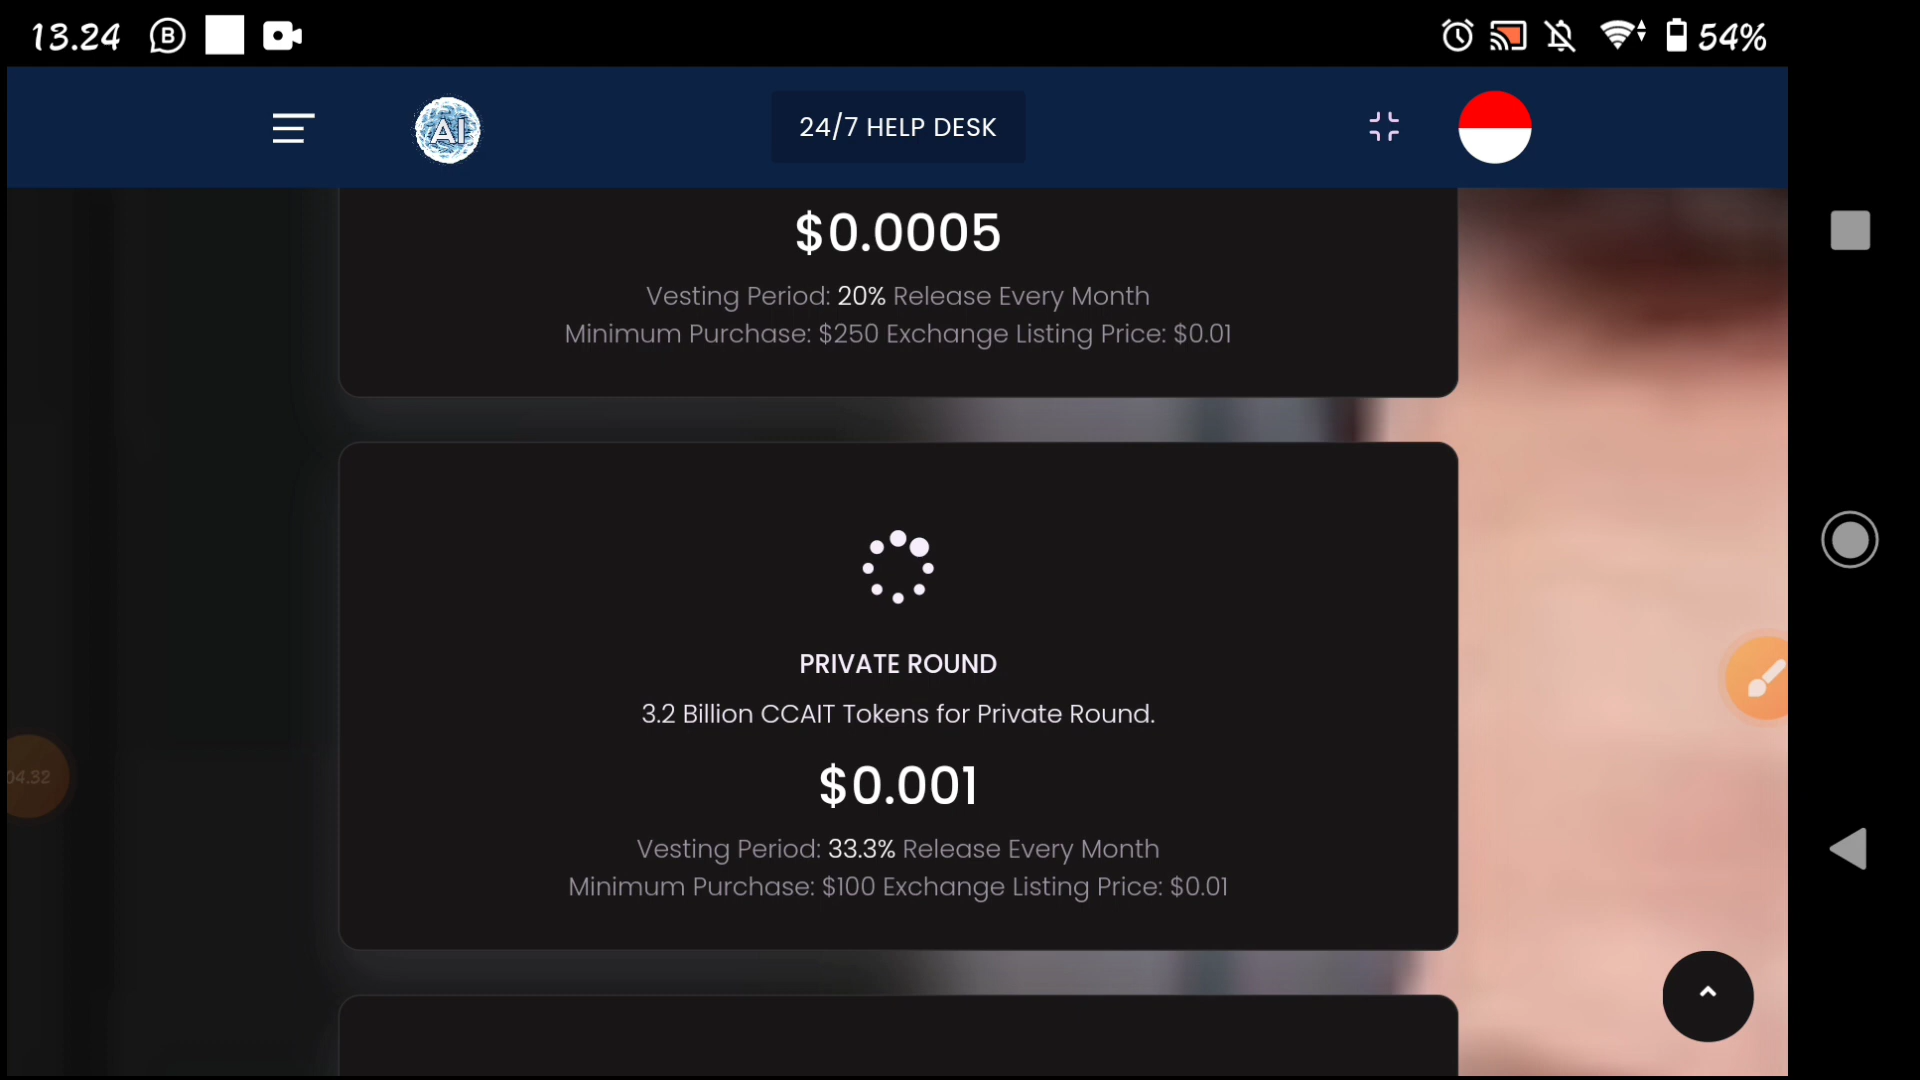 13.24
B
54%
AI
24/7 HELP DESK
$0.0005
Vesting Period: 20% Release Every Month
Minimum Purchase: $250 Exchange Listing Price: $0.01
PRIVATE ROUND
3.2 Billion CCAIT Tokens for Private Round.
$0.001
04.32
Vesting Period: 33.3% Release Every Month
Minimum Purchase: $100 Exchange Listing Price: $0.01